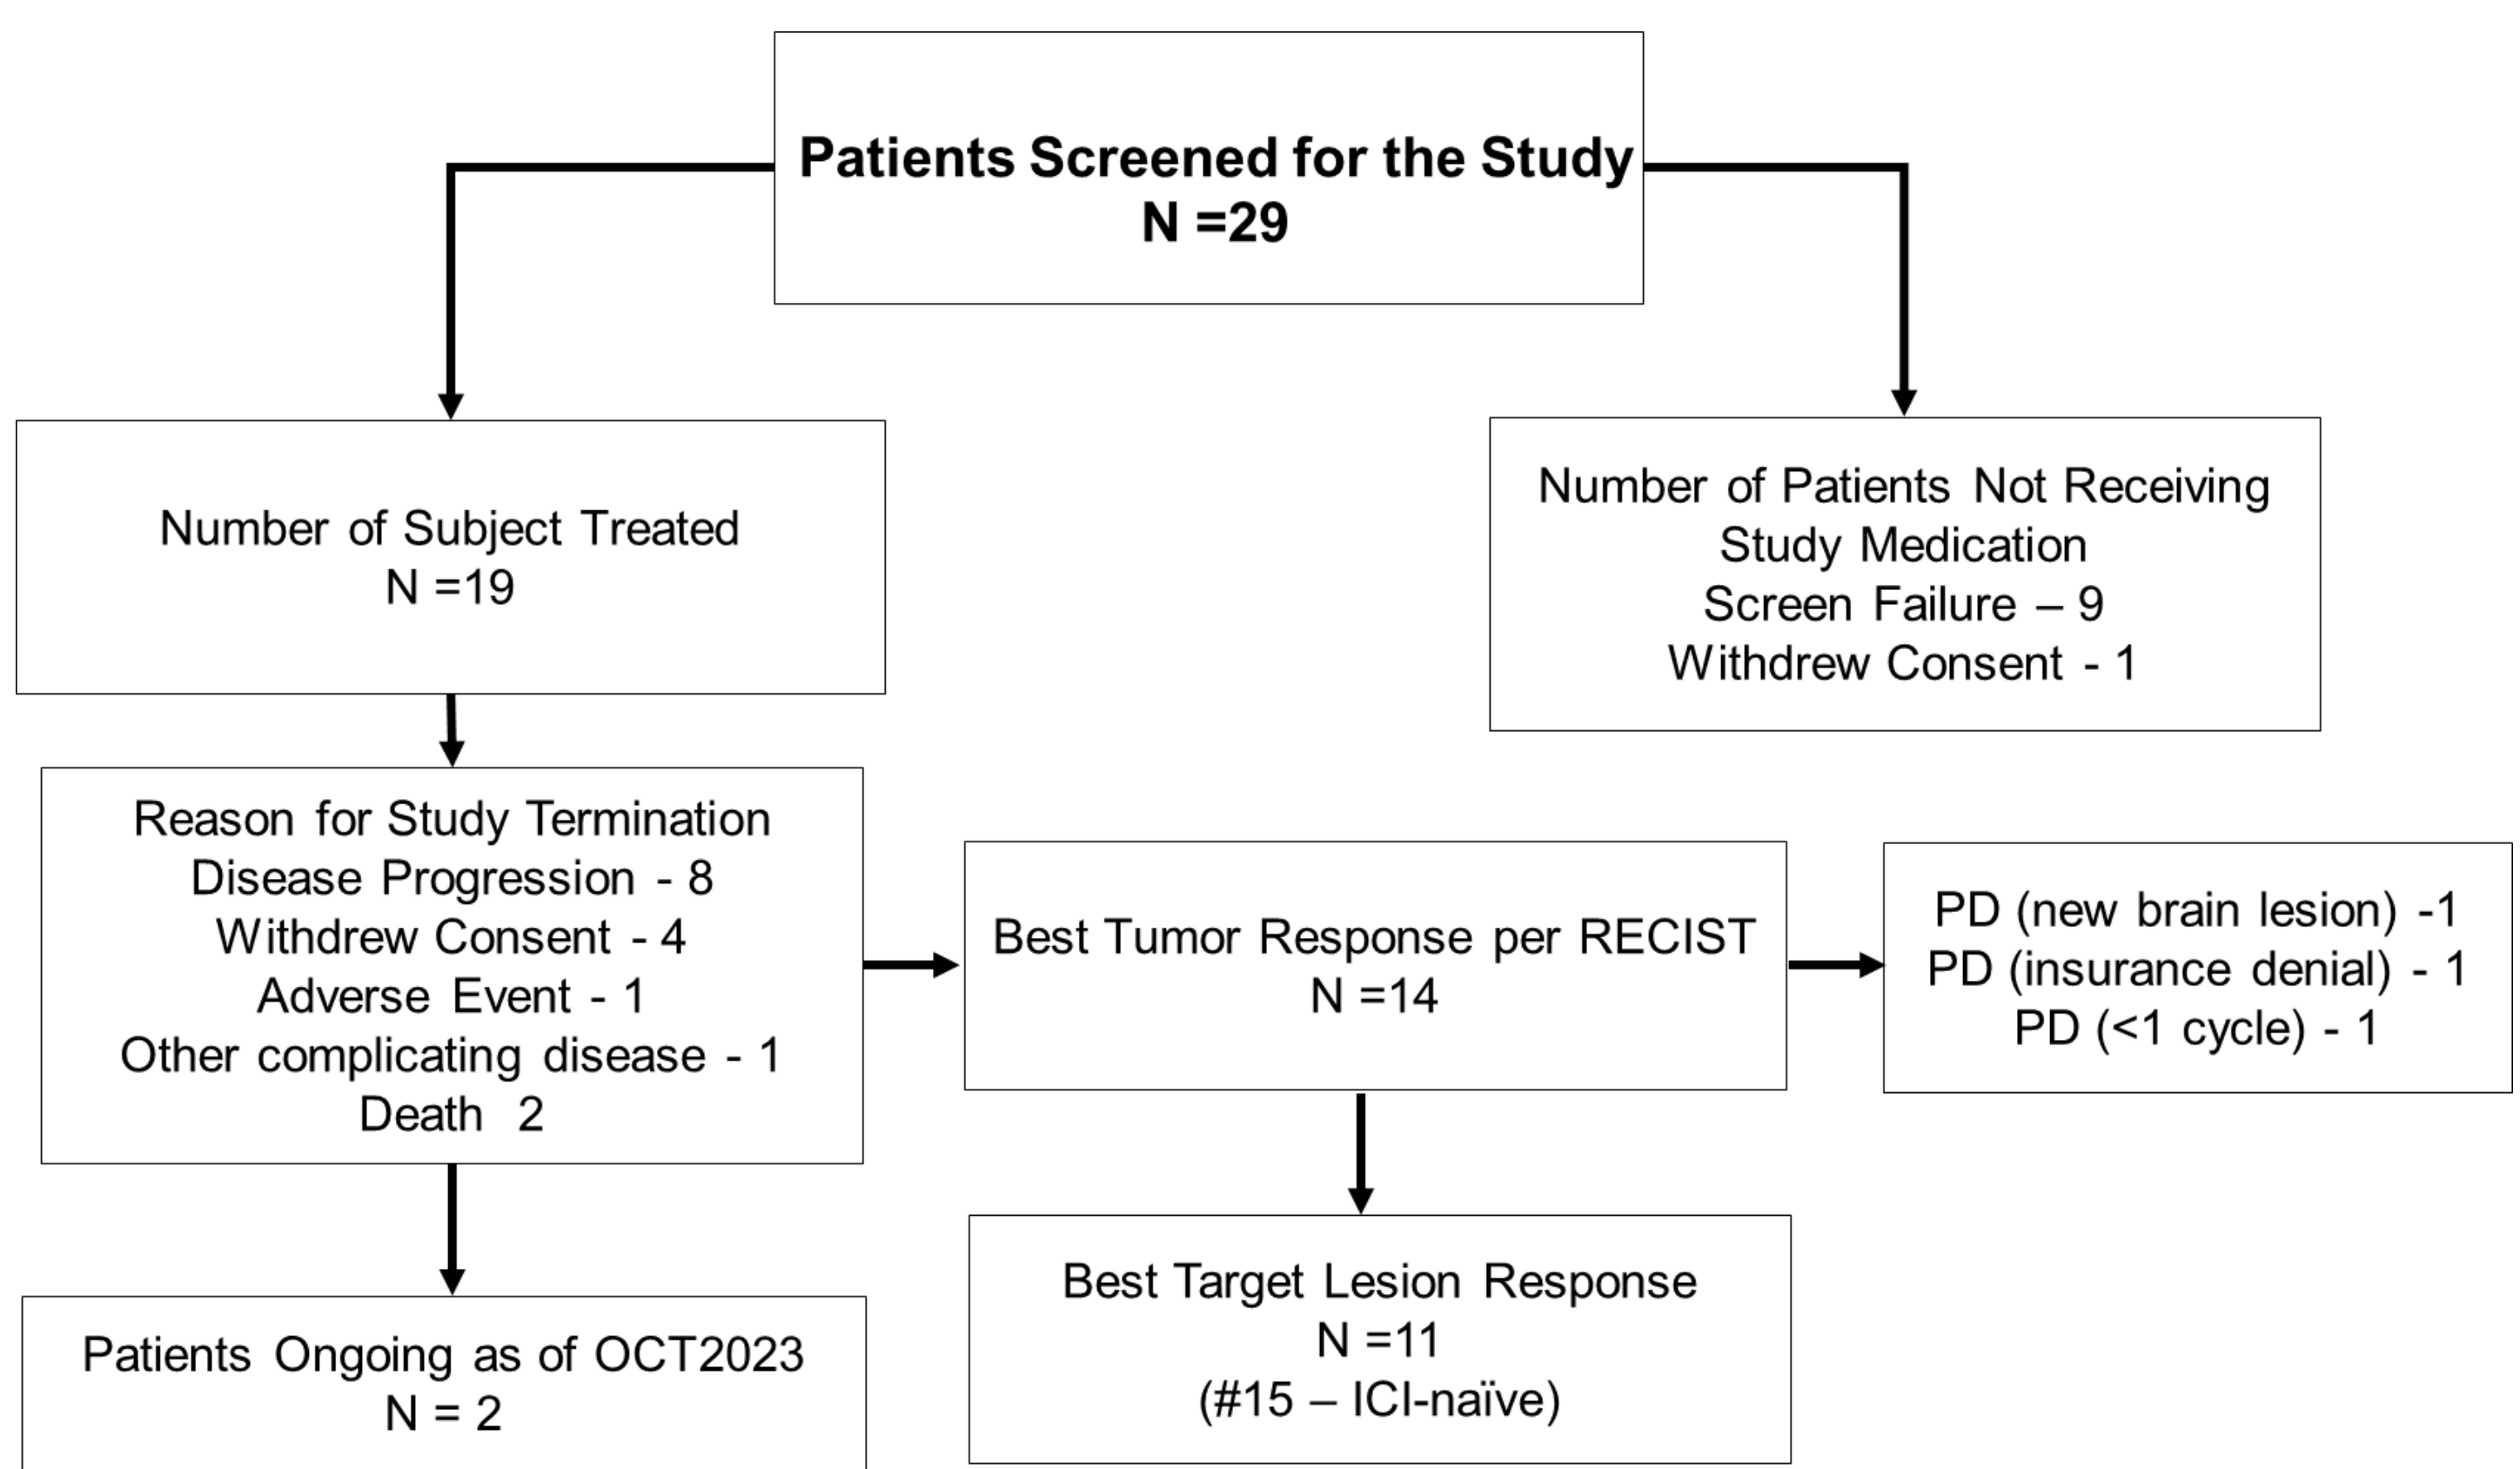 Patients Screened for the Study
N =29
Number of Subject Treated
N =19
Number of Patients Not Receiving
Study Medication
Screen Failure – 9
Withdrew Consent - 1
Reason for Study Termination
Disease Progression - 8
Withdrew Consent - 4
Adverse Event - 1
Other complicating disease - 1
Death 2
Best Tumor Response per RECIST
N =14
PD (new brain lesion) -1
PD (insurance denial) - 1
PD (<1 cycle) - 1
Patients Ongoing as of OCT2023
N = 2
Best Target Lesion Response
N =11
(#15 – ICI-naïve)